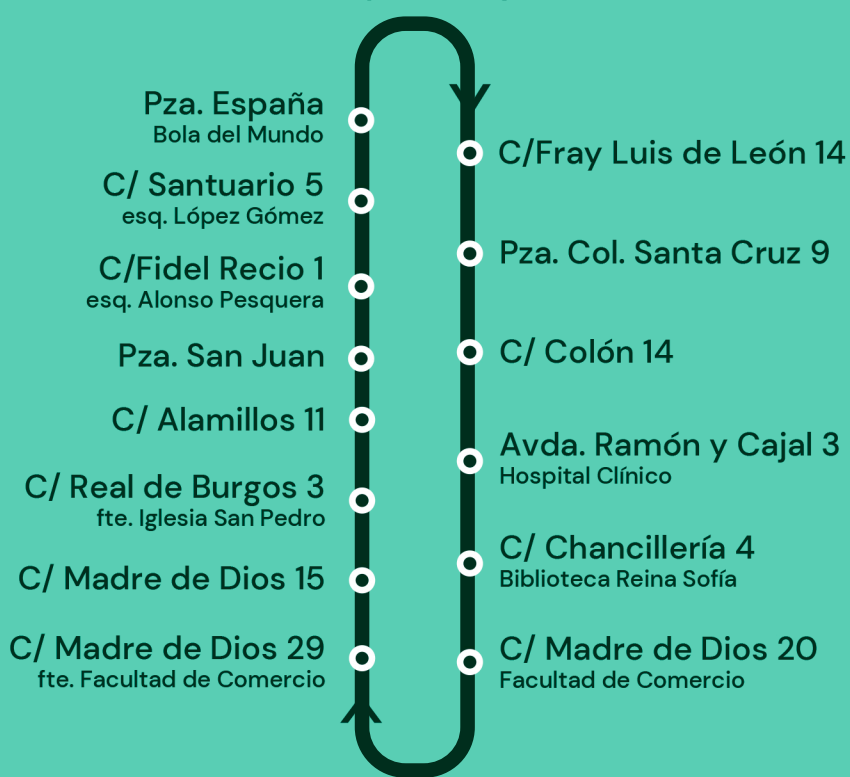 Pza. España
Bola del Mundo
C/ Santuario 5
esq. López Gómez
C/Fidel Recio 1
esq. Alonso Pesquera
Pza. San Juan
C/ Alamillos 11
C/ Real de Burgos 3
fte. Iglesia San Pedro
C/ Madre de Dios 15
C/ Madre de Dios 29
fte. Facultad de Comercio
C/Fray Luis de León 14
Pza. Col. Santa Cruz 9
C/ Colón 14
Avda. Ramón y Cajal 3
Hospital Clínico
C/ Chancillería 4
Biblioteca Reina Sofía
C/ Madre de Dios 20
Facultad de Comercio